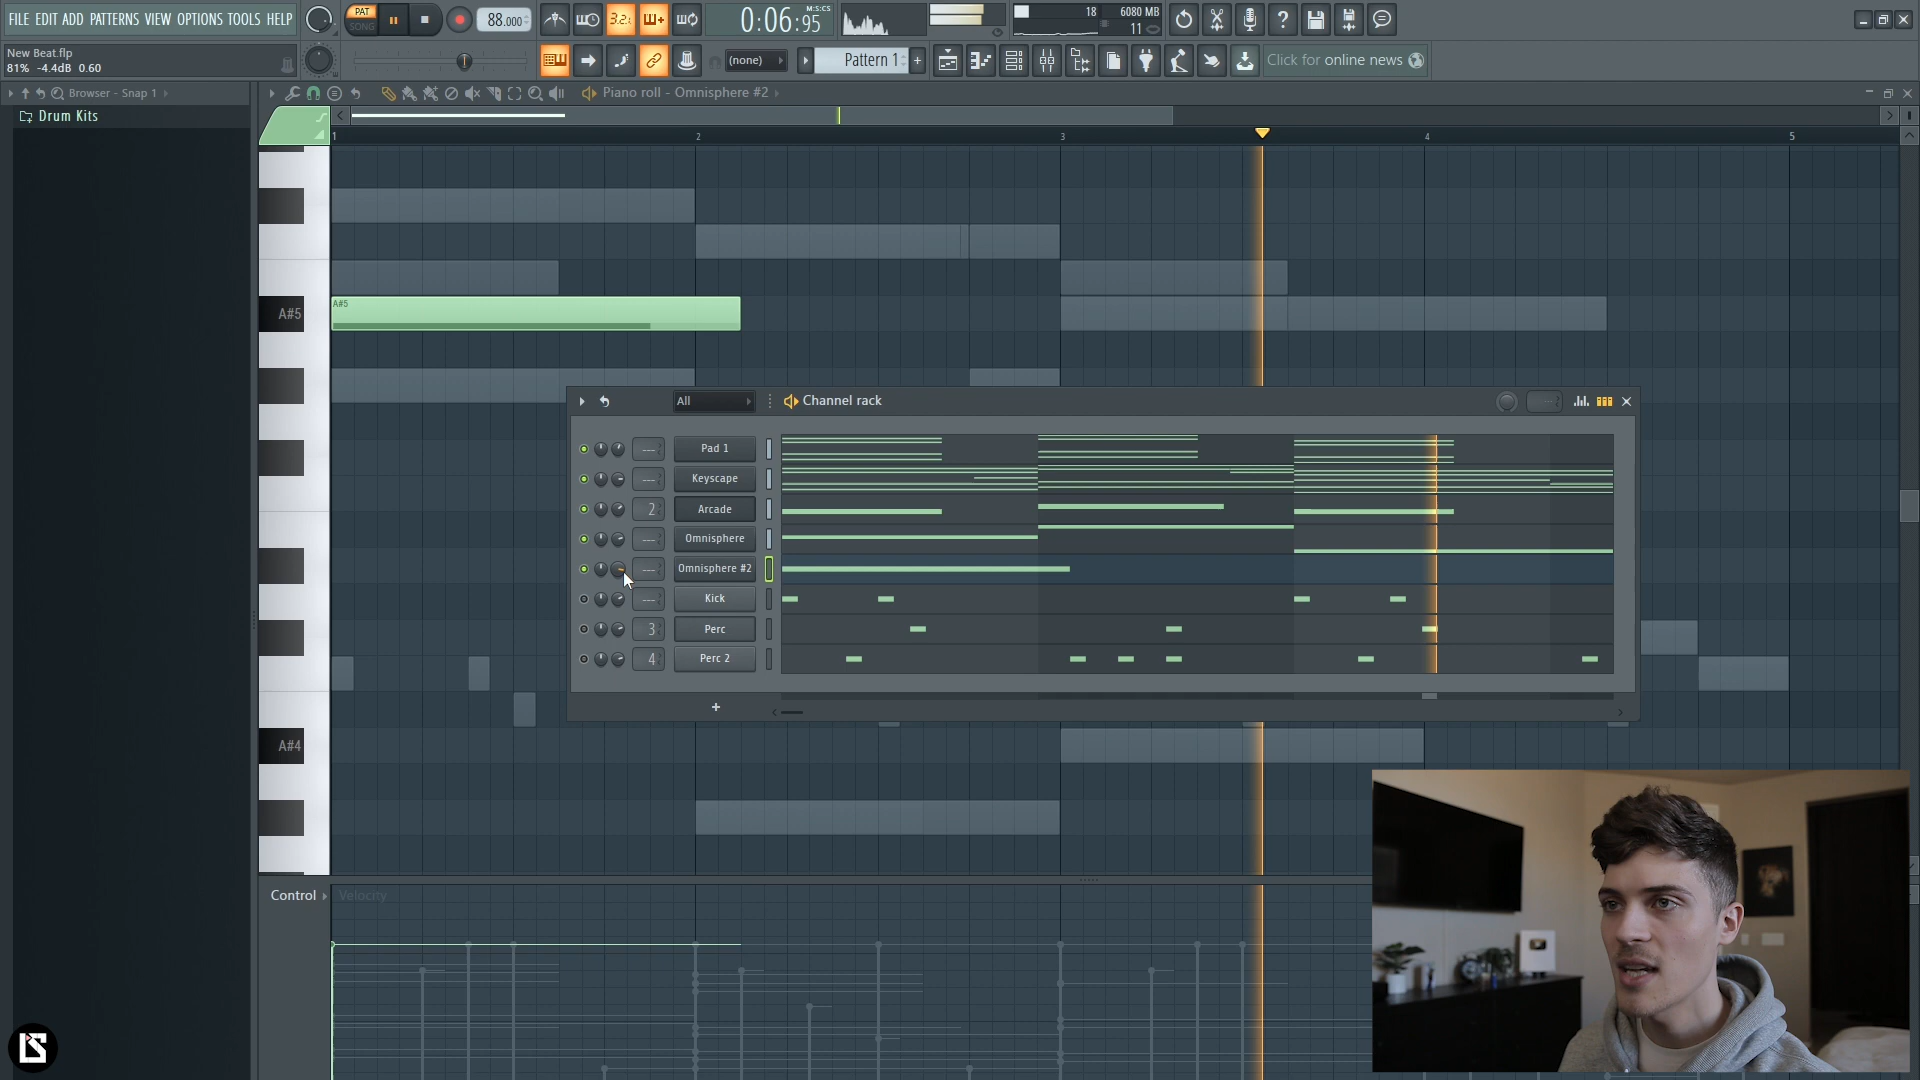 FILE EDIT ADD PATTERNS VIEW OPTIONS TOOLS HELP
PAT
SONG
88.000
3.2.
0:06:95
M:S:CS
18
6080 MB
11
New Beat.flp
81% -4.4dB 0.60
(none)
Pattern 1
+
Click for online news
Browser - Snap 1
Piano roll - Omnisphere #2
Drum Kits
1
2
3
4
5
A#5
A#5
All
Channel rack
--- Pad 1
--- Keyscape
2 Arcade
--- Omnisphere
--- Omnisphere #2
--- Kick
3 Perc
4 Perc 2
+
A#4
Control
Velocity
LS